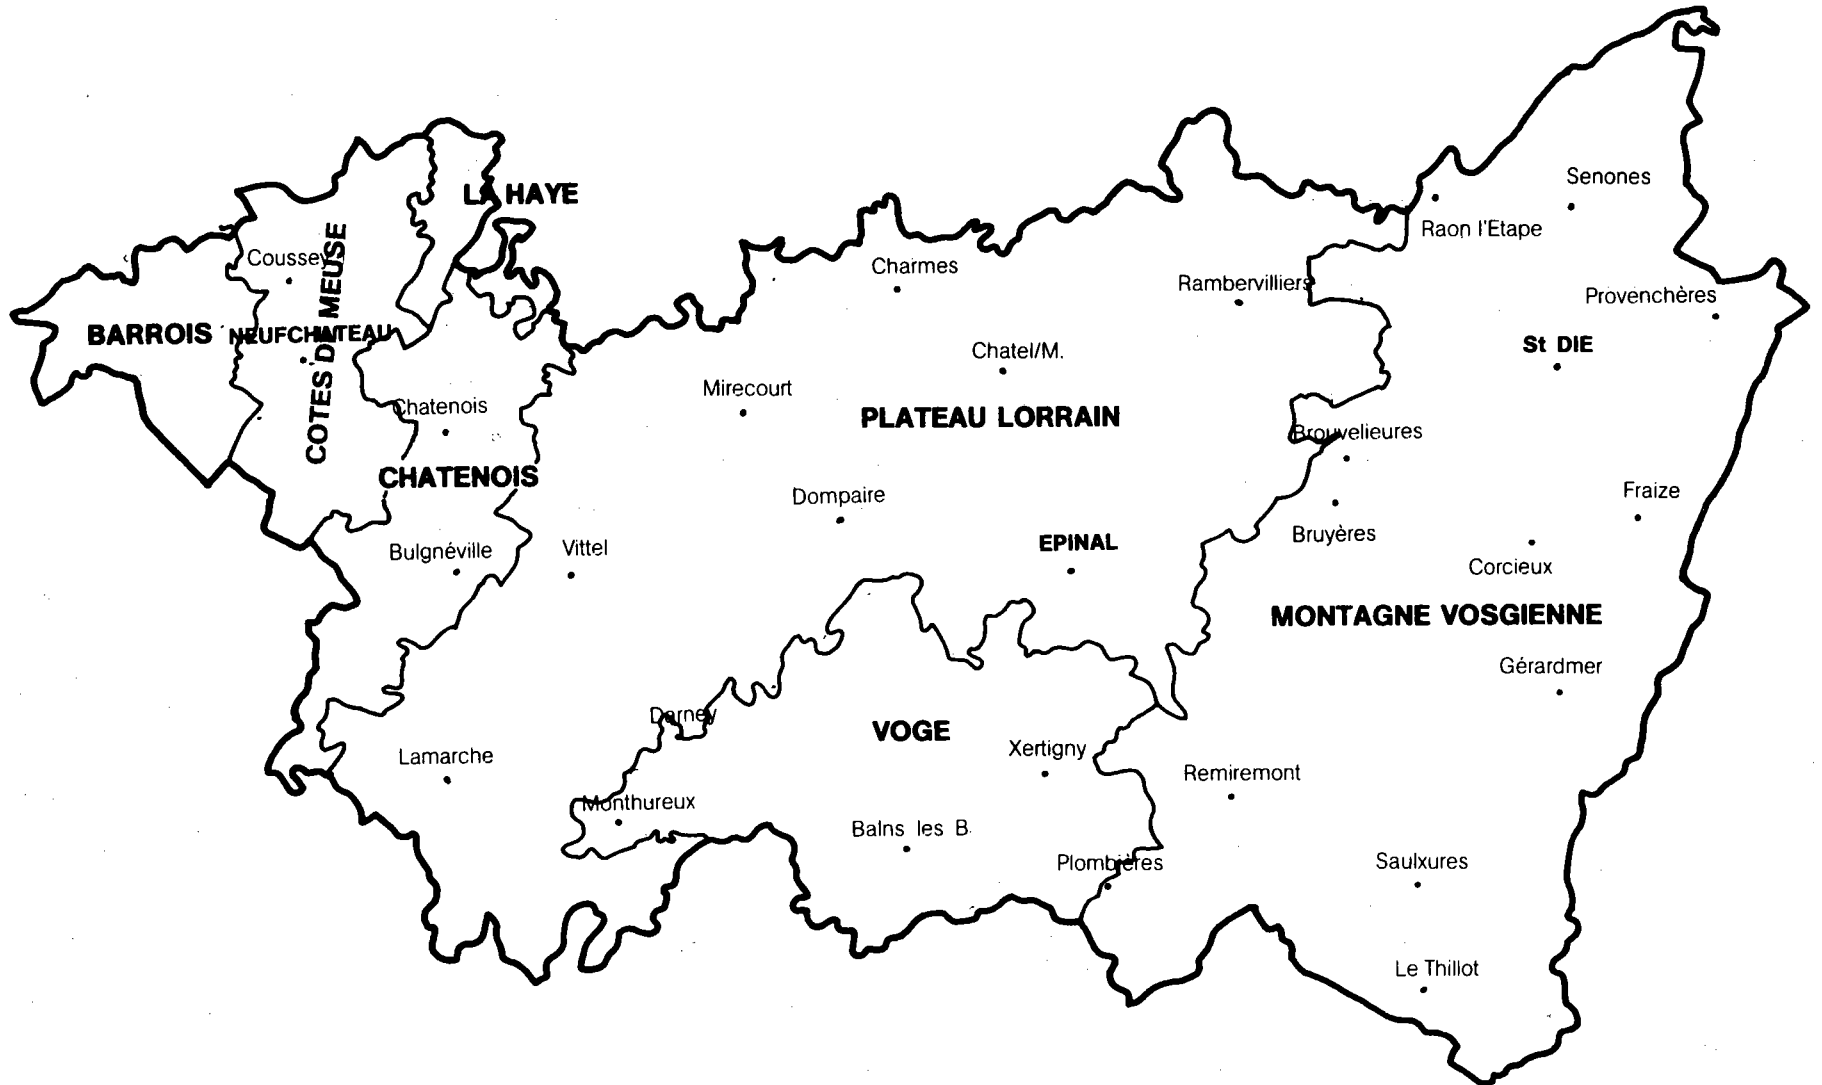 Senones
LA HAYE
Raon l'Etape
Coussey
Charmes
Rambervilliers
Provenchères
BARROIS
NEUFCHATEAU
COTES DE MEUSE
St DIE
Chatel/M.
Mirecourt
Chatenois
PLATEAU LORRAIN
Brouvelieures
CHATENOIS
Dompaire
Fraize
Bruyères
EPINAL
Bulgnéville
Vittel
Corcieux
MONTAGNE VOSGIENNE
Gérardmer
Darney
VOGE
Xertigny
Lamarche
Remiremont
Monthureux
Bains les B.
Plombières
Saulxures
Le Thillot